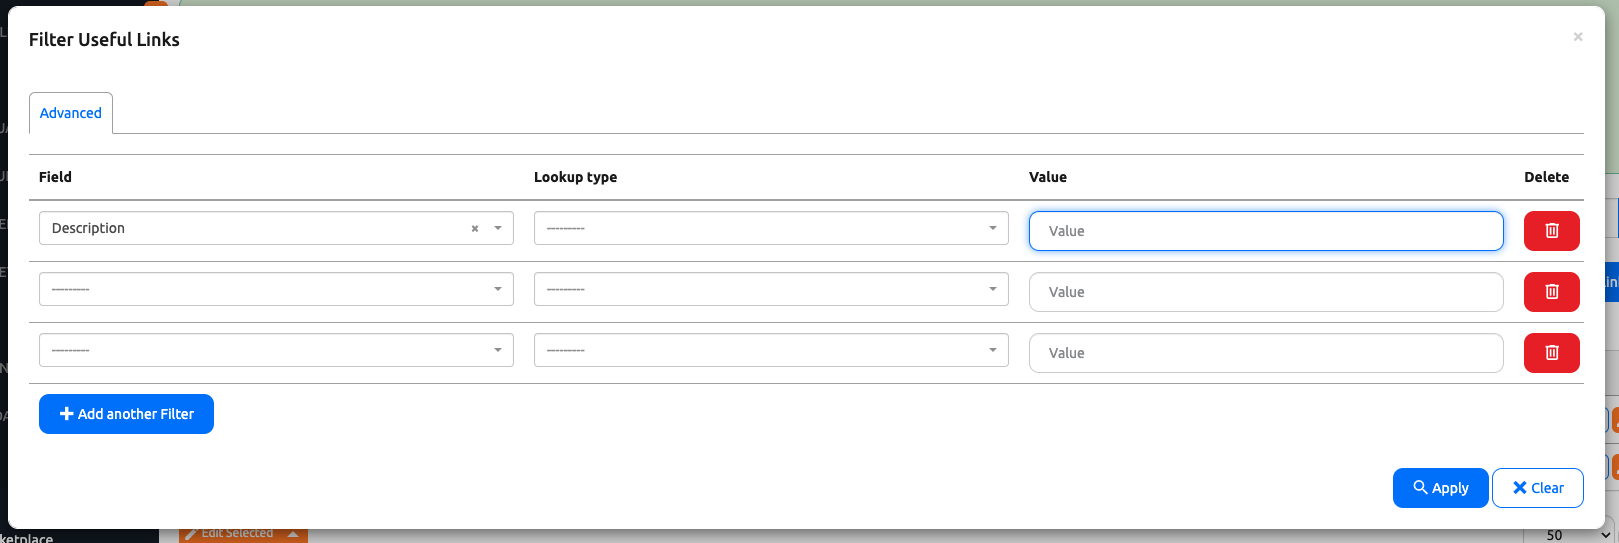 Filter Useful Links
×
Advanced
Field Lookup type Value Delete
Description × --------- Value
--------- --------- Value
--------- --------- Value
Add another Filter
Apply Clear
Edit Selected
50